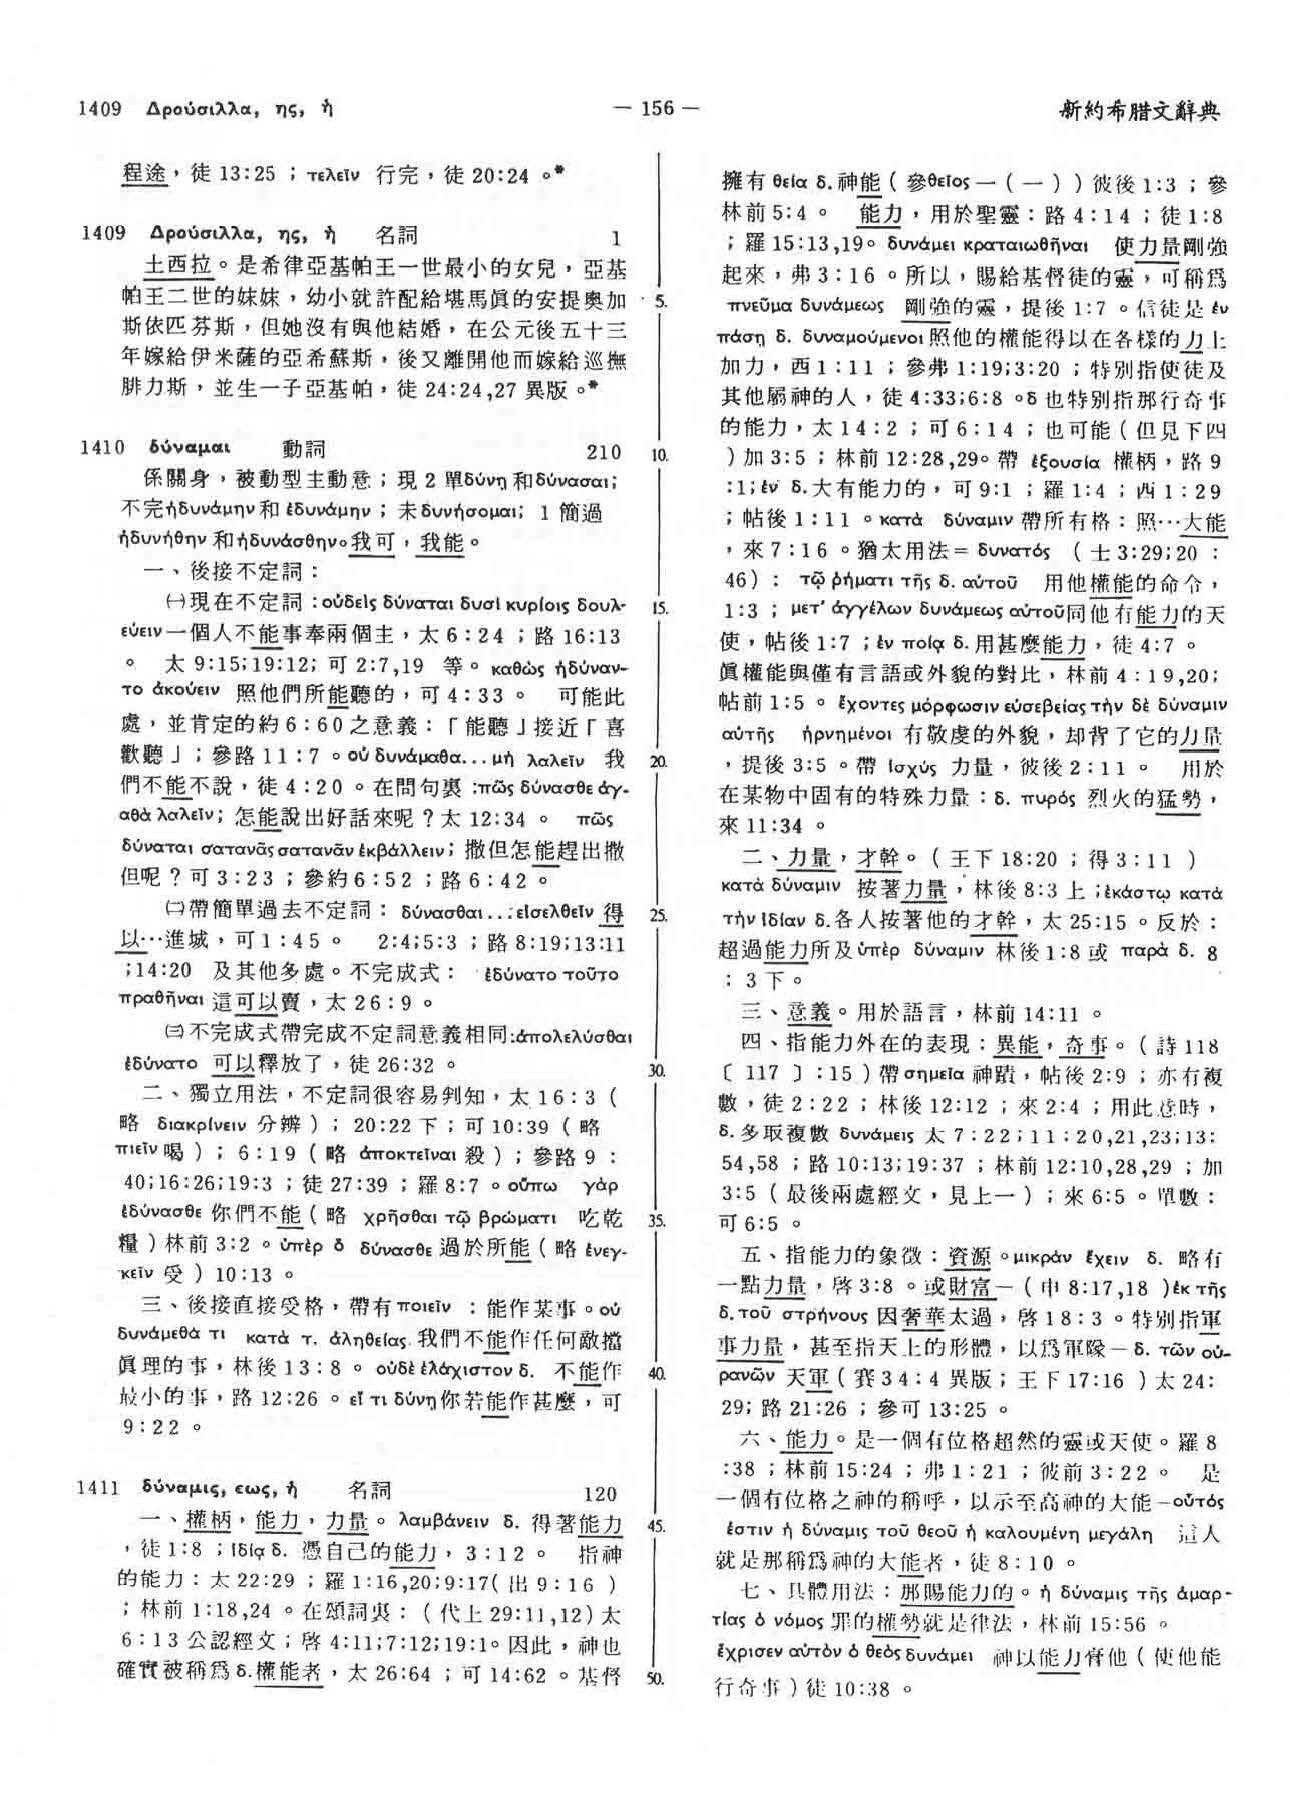 1409 Δρούσιλλα, ης, ἡ
— 156 —
新約希腊文辭典
程途，徒 13:25 ；τελεῖν 行完，徒 20:24 。*
1409 Δρούσιλλα, ης, ἡ 名詞 1
土西拉。是希律亞基帕王一世最小的女兒，亞基
帕王二世的妹妹，幼小就許配給堪馬眞的安提奧加
斯依匹芬斯，但她沒有與他結婚，在公元後五十三
年嫁給伊米薩的亞希蘇斯，後又離開他而嫁給巡撫
腓力斯，並生一子亞基帕，徒 24:24,27 異版。*
1410 δύναμαι 動詞 210
係關身，被動型主動意；現 2 單δύνῃ 和δύνασαι;
不完ἠδυνάμην 和 ἐδυνάμην；未δυνήσομαι; 1 簡過
ἠδυνήθην 和ἠδυνάσθην。我可，我能。
一、後接不定詞：
㈠現在不定詞：οὐδεὶς δύναται δυσὶ κυρίοις δουλ-
εύειν一個人不能事奉兩個主，太 6：24 ；路 16:13
。 太 9:15;19:12; 可 2:7,19 等。καθὼς ἠδύναν-
το ἀκούειν 照他們所能聽的，可 4：33 。 可能此
處，並肯定的約 6：60 之意義：「能聽」接近「喜
歡聽」；參路 11：7 。οὐ δυνάμαθα...μὴ λαλεῖν 我
們不能不說，徒 4：20 。在問句裏：πῶς δύνασθε ἀγ-
αθὰ λαλεῖν; 怎能說出好話來呢？太 12:34 。 πῶς
δύναται σατανᾶς σατανᾶν ἐκβάλλειν; 撒但怎能趕出撒
但呢？可 3：23 ；參約 6：52 ；路 6：42 。
㈡帶簡單過去不定詞： δύνασθαι...εἰσελθεῖν 得
以…進城，可 1：45 。 2:4;5:3 ；路 8:19;13:11
;14:20 及其他多處。不完成式： ἐδύνατο τοῦτο
πραθῆναι 這可以賣，太 26：9 。
㈢不完成式帶完成不定詞意義相同：ἀπολελύσθαι
ἐδύνατο 可以釋放了，徒 26:32 。
二、獨立用法，不定詞很容易判知，太 16：3（
略 διακρίνειν 分辨）； 20:22 下；可 10:39（略
πιεῖν 喝）； 6：19（略 ἀποκτεῖναι 殺）；參路 9 ：
40;16:26;19:3 ；徒 27:39 ；羅 8:7 。οὔπω γὰρ
ἐδύνασθε 你們不能（略 χρῆσθαι τῷ βρώματι 吃乾
糧）林前 3:2 。ὑπὲρ ὃ δύνασθε 過於所能（略 ἐνεγ-
κεῖν 受）10:13 。
三、後接直接受格，帶有ποιεῖν ：能作某事。οὐ
δυνάμεθά τι κατὰ τ. ἀληθείας. 我們不能作任何敵擋
眞理的事，林後 13：8 。οὐδὲ ἐλάχιστον δ. 不能作
最小的事，路 12:26 。εἴ τι δύνῃ 你若能作甚麼，可
9：22 。
1411 δύναμις, εως, ἡ 名詞 120
一、權柄，能力，力量。λαμβάνειν δ. 得著能力
，徒 1：8 ；ἰδίᾳ δ. 憑自己的能力，3：12 。 指神
的能力：太 22:29 ；羅 1:16,20;9:17( 出 9：16 ）
；林前 1:18,24 。在頌詞裏：（代上 29:11,12)太
6：13 公認經文；啓 4:11;7:12;19:1。因此，神也
確實被稱爲 δ.權能者，太 26:64 ；可 14:62 。基督
5.
10.
15.
20.
25.
30.
35.
40.
45.
50.
擁有 θεία δ.神能（參θεῖος一（一））彼後 1:3 ；參
林前 5:4 。 能力，用於聖靈：路 4：14 ；徒 1:8
；羅 15:13,19。δυνάμει κραταιωθῆναι 使力量剛強
起來，弗 3：16 。所以，賜給基督徒的靈，可稱爲
πνεῦμα δυνάμεως 剛強的靈，提後 1:7 。信徒是 ἐν
πάσῃ δ. δυναμούμενοι 照他的權能得以在各樣的力上
加力，西 1：11 ；參弗 1:19;3:20 ；特別指使徒及
其他屬神的人，徒 4:33;6:8 。δ 也特別指那行奇事
的能力，太 14：2；可 6：14 ；也可能（但見下四
）加 3:5 ；林前 12:28,29。帶 ἐξουσία 權柄，路 9
:1;ἐν δ.大有能力的，可 9:1 ；羅 1:4 ；西 1：29
；帖後 1：11 。κατὰ δύναμιν 帶所有格：照…大能
，來 7：16 。猶太用法＝ δυνατός （士 3:29;20 ：
46）： τῷ ῥήματι τῆς δ. αὐτοῦ 用他權能的命令，
1:3 ；μετ' ἀγγέλων δυνάμεως αὐτοῦ同他有能力的天
使，帖後 1:7 ；ἐν ποίᾳ δ. 用甚麼能力，徒 4:7 。
眞權能與僅有言語或外貌的對比，林前 4：19,20;
帖前 1:5 。ἔχοντες μόρφωσιν εὐσεβείας τὴν δὲ δύναμιν
αὐτῆς ἠρνημένοι 有敬虔的外貌，却背了它的力量
，提後 3:5 。帶 ἰσχύς 力量，彼後 2：11 。 用於
在某物中固有的特殊力量：δ. πυρός 烈火的猛勢，
來 11:34 。
二、力量，才幹。（王下 18:20 ；得 3：11 ）
κατὰ δύναμιν 按著力量，林後 8:3 上；ἑκάστῳ κατὰ
τὴν ἰδίαν δ.各人按著他的才幹，太 25:15 。反於：
超過能力所及ὑπὲρ δύναμιν 林後 1:8 或 παρὰ δ. 8
：3 下。
三、意義。用於語言，林前 14:11 。
四、指能力外在的表現：異能，奇事。（詩 118
〔 117 〕：15）帶 σημεῖα 神蹟，帖後 2:9 ；亦有複
數，徒 2：22 ；林後 12:12 ；來 2:4 ；用此意時，
δ.多取複數 δυνάμεις 太 7：22；11：20,21,23;13:
54,58 ；路 10:13;19:37 ；林前 12:10,28,29 ；加
3:5（最後兩處經文，見上一）；來 6:5 。單數：
可 6:5 。
五、指能力的象徵：資源。μικρὰν ἔχειν δ. 略有
一點力量，啓 3:8 。或財富—（申 8:17,18 ）ἐκ τῆς
δ.τοῦ στρήνους 因奢華太過，啓 18：3 。特別指軍
事力量，甚至指天上的形體，以爲軍隊—δ. τῶν οὐ-
ρανῶν 天軍（賽 34：4 異版；王下 17:16 ）太 24:
29; 路 21:26 ；參可 13:25 。
六、能力。是一個有位格超然的靈或天使。羅 8
:38 ；林前 15:24 ；弗 1：21 ；彼前 3：22 。 是
一個有位格之神的稱呼，以示至高神的大能—οὗτός
ἐστιν ἡ δύναμις τοῦ θεοῦ ἡ καλουμένη μεγάλη 這人
就是那稱爲神的大能者，徒 8：10 。
七、具體用法：那賜能力的。ἡ δύναμις τῆς ἁμαρ-
τίας ὁ νόμος 罪的權勢就是律法，林前 15:56 。
ἔχρισεν αὐτὸν ὁ θεὸς δυνάμει 神以能力膏他（使他能
行奇事）徒 10:38 。